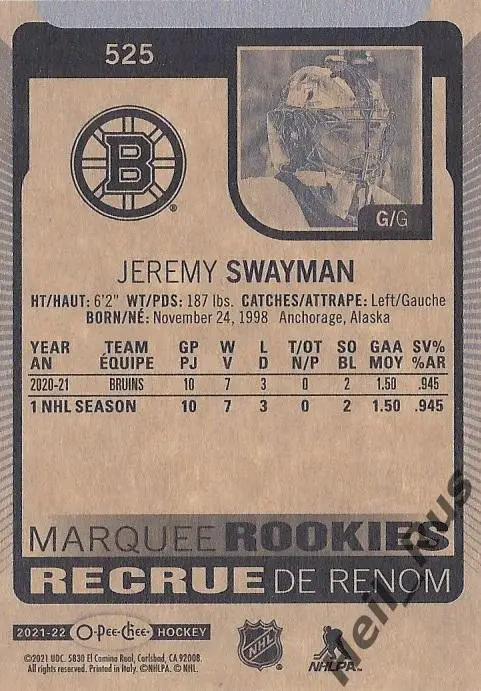 525
B
®
G/G
JEREMY SWAYMAN
HT/HAUT: 6'2" WT/PDS: 187 lbs. CATCHES/ATTRAPE: Left/Gauche
BORN/NÉ: November 24, 1998 Anchorage, Alaska
YEAR TEAM GP W L T/OT SO GAA SV%
AN ÉQUIPE PJ V D N/P BL MOY %AR
2020-21 BRUINS 10 7 3 0 2 1.50 .945
1 NHL SEASON 10 7 3 0 2 1.50 .945
MARQUEE ROOKIES
RECRUE DE RENOM
2021-22 O-Pee-Chee HOCKEY
©2021 UDC. 5830 El Camino Real, Carlsbad, CA 92008.
All Rts. Rsrvd. Printed in Italy. ©NHLPA. © NHL.
NHL
NHLPA
Neil_Rus